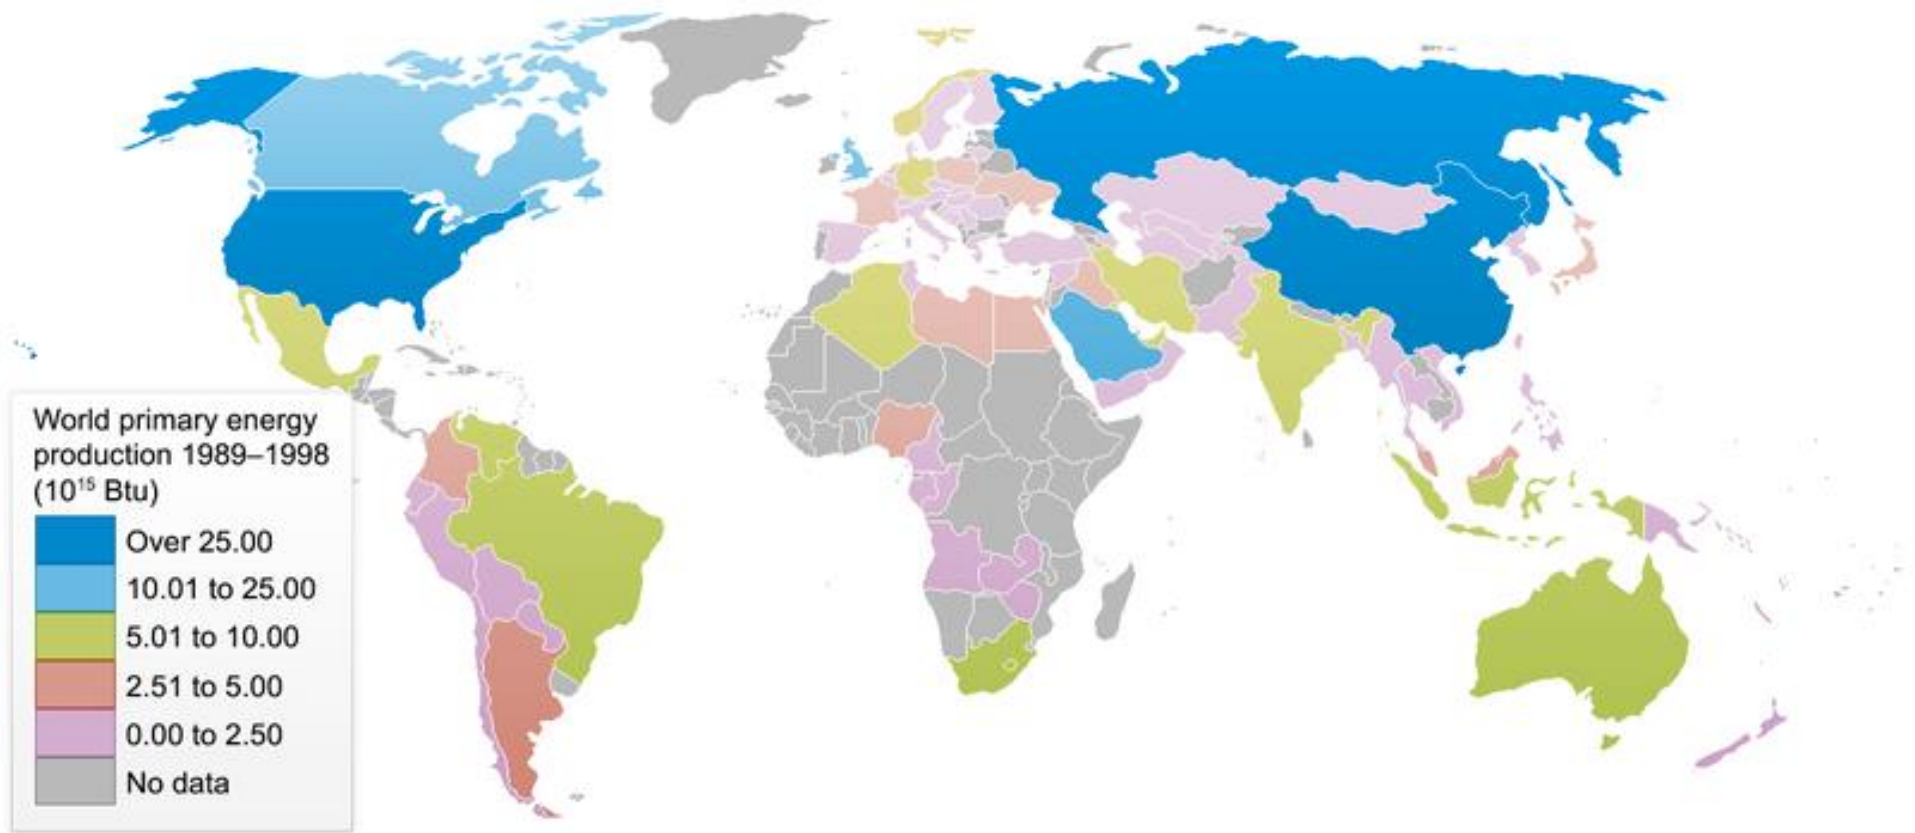 World primary energy
production 1989–1998
(10¹⁵ Btu)
Over 25.00
10.01 to 25.00
5.01 to 10.00
2.51 to 5.00
0.00 to 2.50
No data